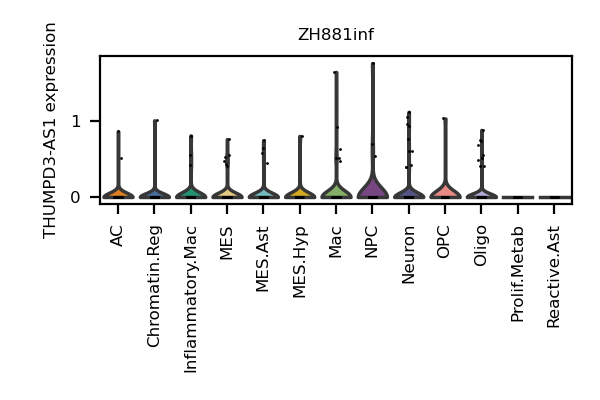 ZH881inf
THUMPD3-AS1 expression
1
0
AC
Chromatin.Reg
Inflammatory.Mac
MES
MES.Ast
MES.Hyp
Mac
NPC
Neuron
OPC
Oligo
Prolif.Metab
Reactive.Ast